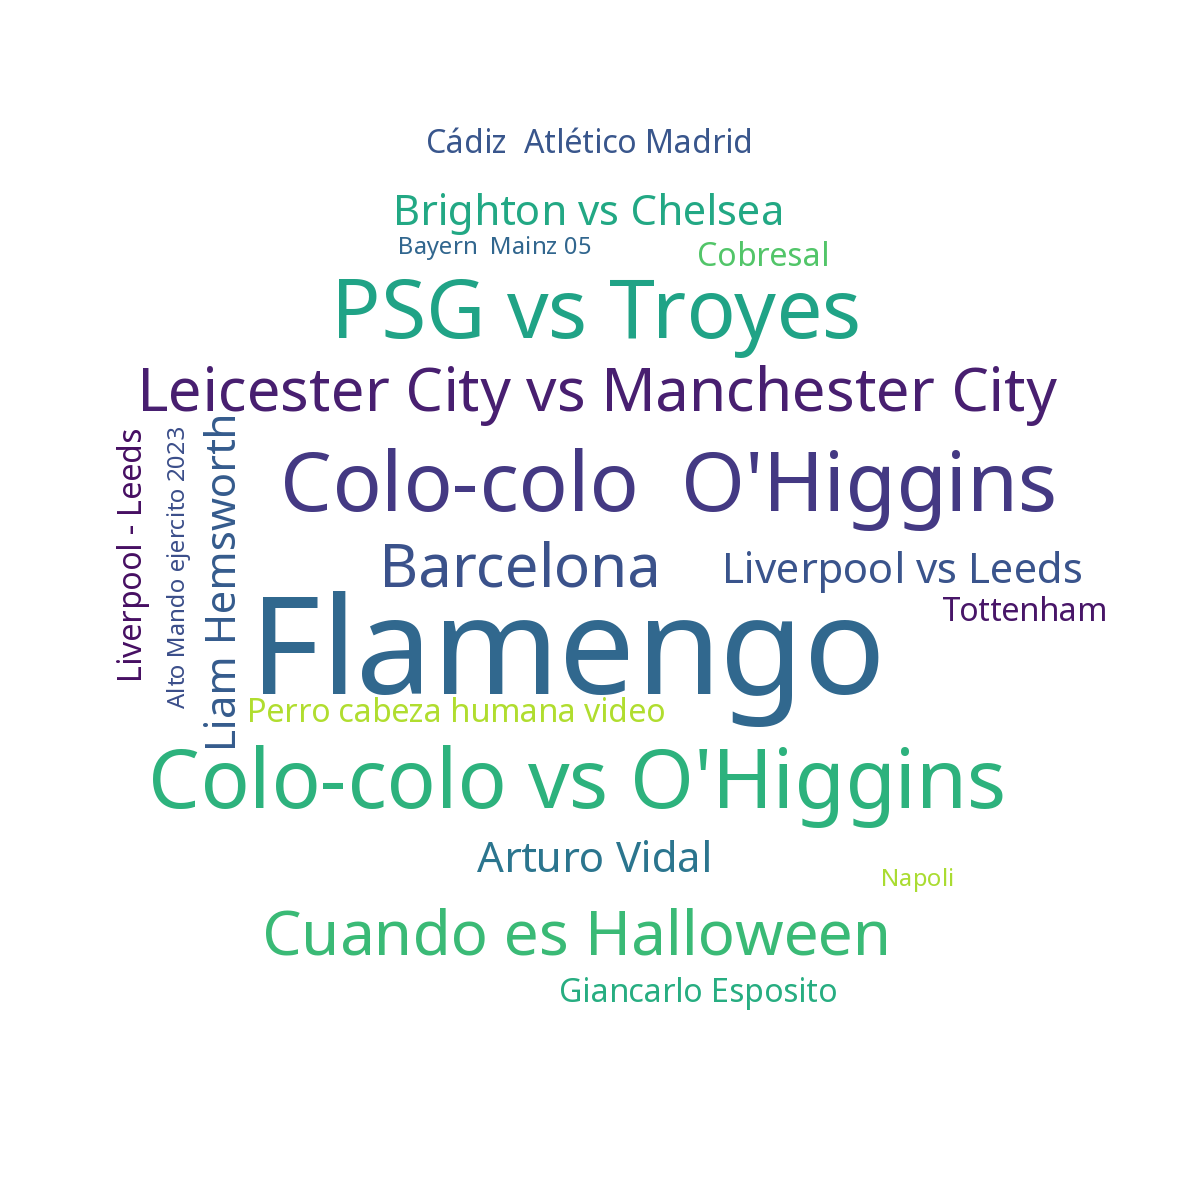 Cádiz  Atlético Madrid
Brighton vs Chelsea
Bayern  Mainz 05
Cobresal
PSG vs Troyes
Leicester City vs Manchester City
Liverpool - Leeds
Alto Mando ejercito 2023
Liam Hemsworth
Colo-colo  O'Higgins
Barcelona
Liverpool vs Leeds
Tottenham
Flamengo
Perro cabeza humana video
Colo-colo vs O'Higgins
Arturo Vidal
Napoli
Cuando es Halloween
Giancarlo Esposito